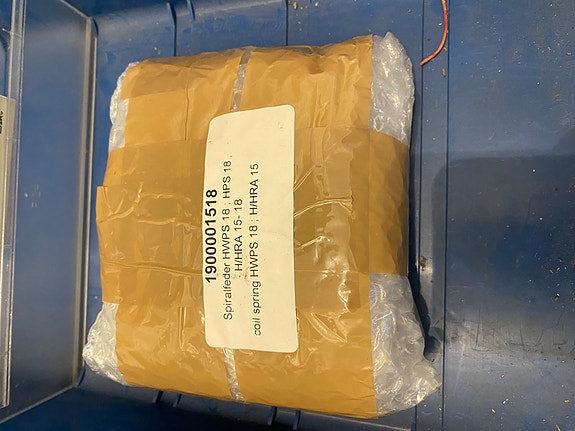 1900001518
Spiralfeder HWPS 18 ; HPS 18 ;
- H/HRA 15- 18
coil spring HWPS 18 ; H/HRA 15